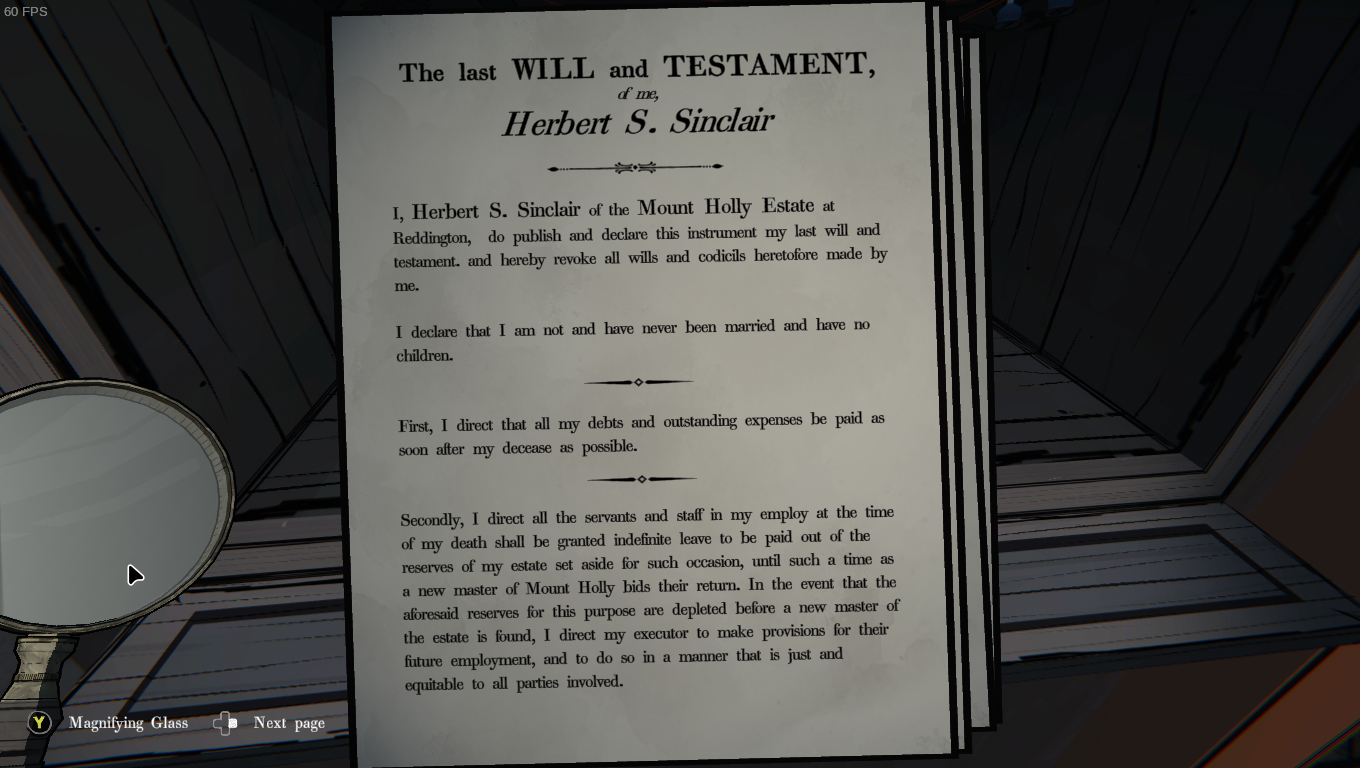 60 FPS
The last WILL and TESTAMENT,
of me,
Herbert S. Sinclair
I, Herbert S. Sinclair of the Mount Holly Estate at
Reddington, do publish and declare this instrument my last will and
testament. and hereby revoke all wills and codicils heretofore made by
me.
I declare that I am not and have never been married and have no
children.
First, I direct that all my debts and outstanding expenses be paid as
soon after my decease as possible.
Secondly, I direct all the servants and staff in my employ at the time
of my death shall be granted indefinite leave to be paid out of the
reserves of my estate set aside for such occasion, until such a time as
a new master of Mount Holly bids their return. In the event that the
aforesaid reserves for this purpose are depleted before a new master of
the estate is found, I direct my executor to make provisions for their
future employment, and to do so in a manner that is just and
equitable to all parties involved.
Y Magnifying Glass Next page